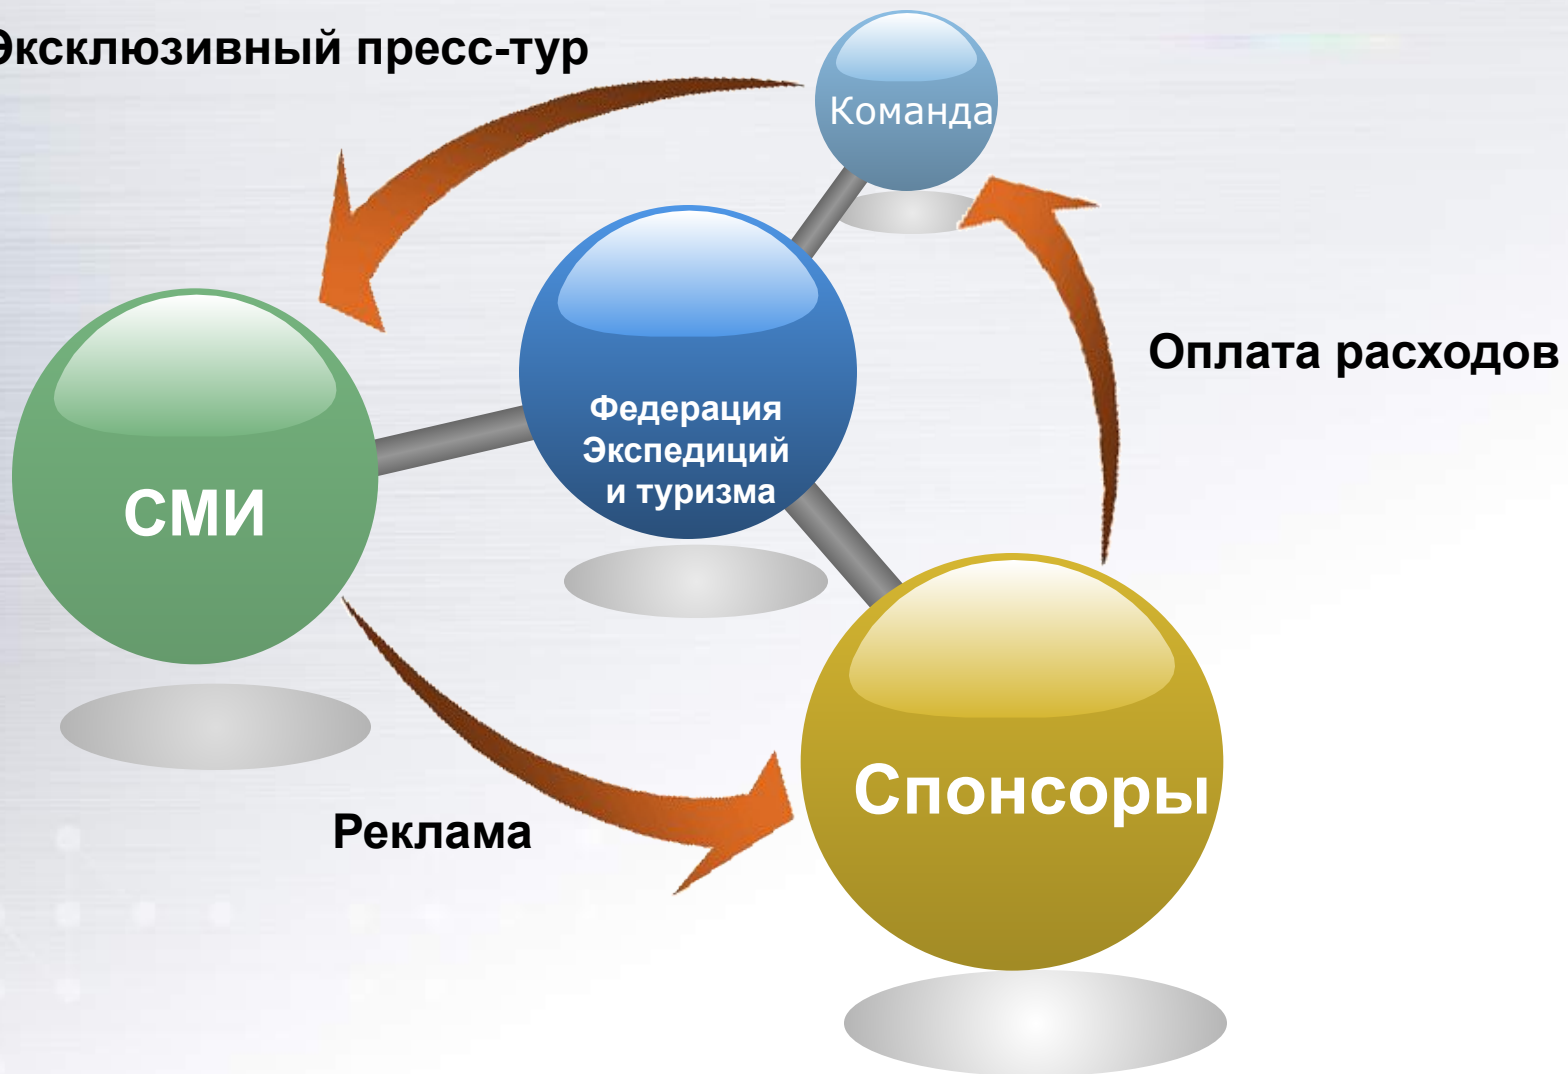 Эксклюзивный пресс-тур
Команда
Оплата расходов
Федерация
Экспедиций
и туризма
СМИ
Спонсоры
Реклама